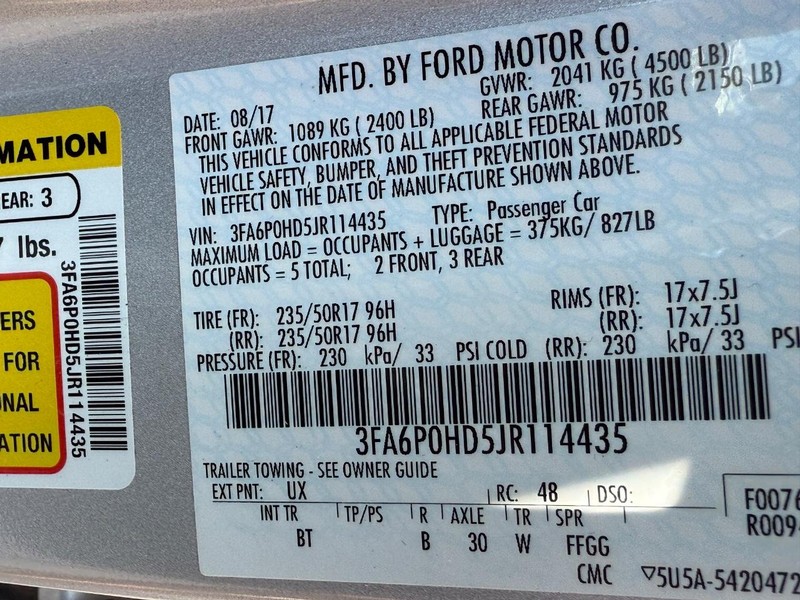 MATION
EAR: 3
lbs.
ERS
FOR
NAL
ATION
3FA6P0HD5JR114435
MFD. BY FORD MOTOR CO.
DATE: 08/17 GVWR: 2041 KG ( 4500 LB)
FRONT GAWR: 1089 KG ( 2400 LB) REAR GAWR: 975 KG ( 2150 LB)
THIS VEHICLE CONFORMS TO ALL APPLICABLE FEDERAL MOTOR
VEHICLE SAFETY, BUMPER, AND THEFT PREVENTION STANDARDS
IN EFFECT ON THE DATE OF MANUFACTURE SHOWN ABOVE.
VIN: 3FA6P0HD5JR114435 TYPE: Passenger Car
MAXIMUM LOAD = OCCUPANTS + LUGGAGE = 375KG/ 827LB
OCCUPANTS = 5 TOTAL; 2 FRONT, 3 REAR
TIRE (FR): 235/50R17 96H RIMS (FR): 17x7.5J
(RR): 235/50R17 96H (RR): 17x7.5J
PRESSURE (FR): 230 kPa/ 33 PSI COLD (RR): 230 kPa/ 33 PSI
3FA6P0HD5JR114435
TRAILER TOWING - SEE OWNER GUIDE
EXT PNT: UX RC: 48 DSO:
INT TR TP/PS R AXLE TR SPR
BT B 30 W FFGG
CMC
F0076
R009
▽5U5A-5420472